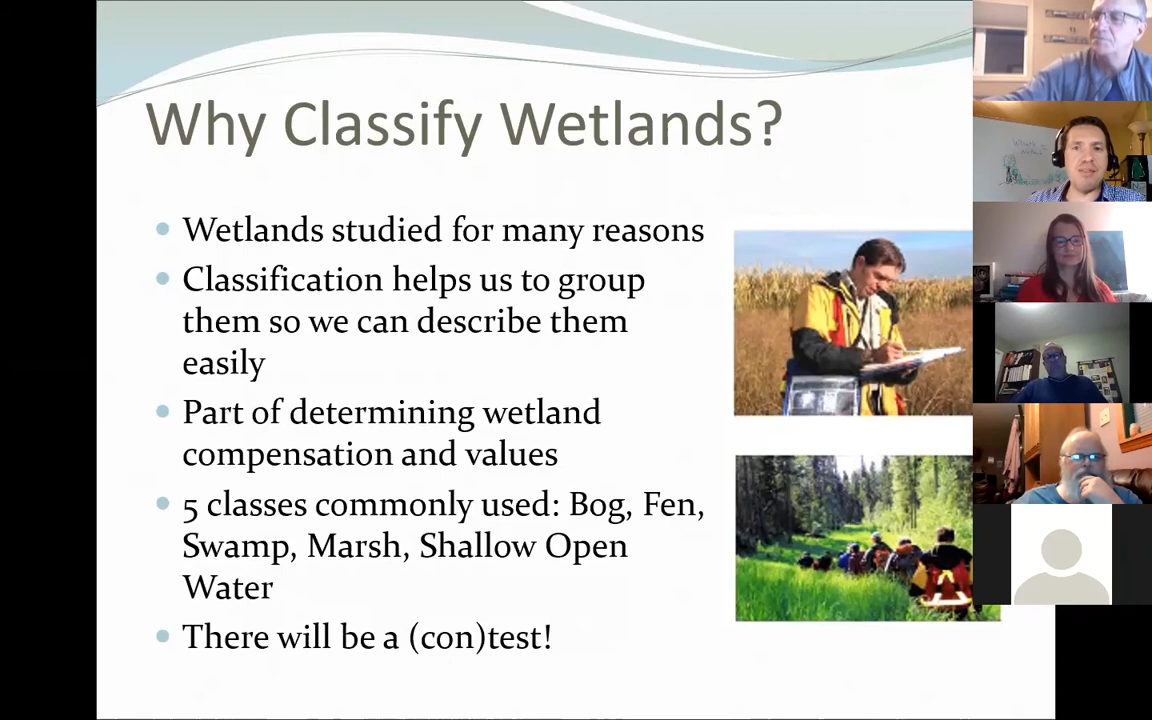 Why Classify Wetlands?
Wetlands studied for many reasons
Classification helps us to group
them so we can describe them
easily
Part of determining wetland
compensation and values
5 classes commonly used: Bog, Fen,
Swamp, Marsh, Shallow Open
Water
There will be a (con)test!